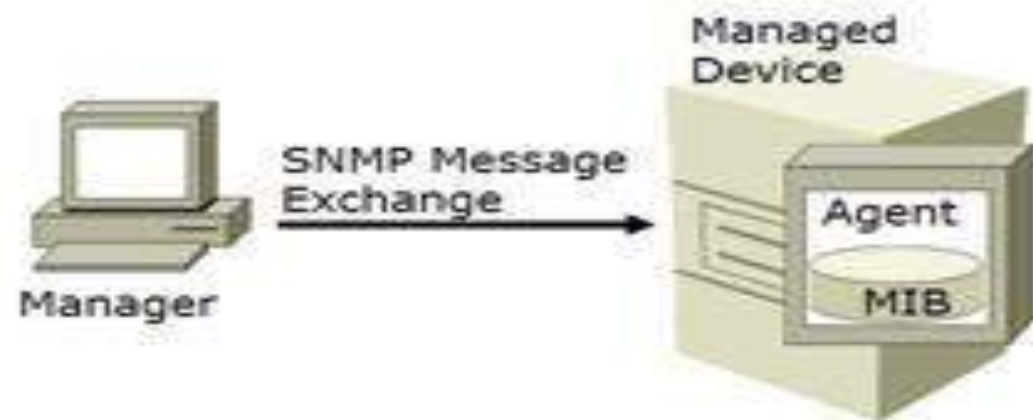 Managed
Device
SNMP Message
Exchange
Agent
MIB
Manager